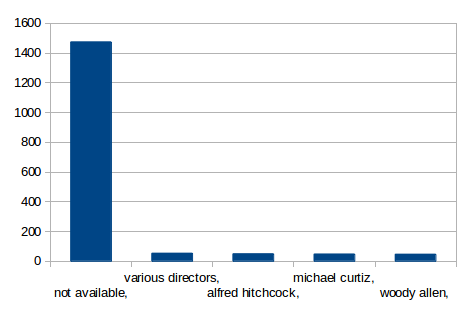 1600
1400
1200
1000
800
600
400
200
0
various directors,
michael curtiz,
not available,
alfred hitchcock,
woody allen,